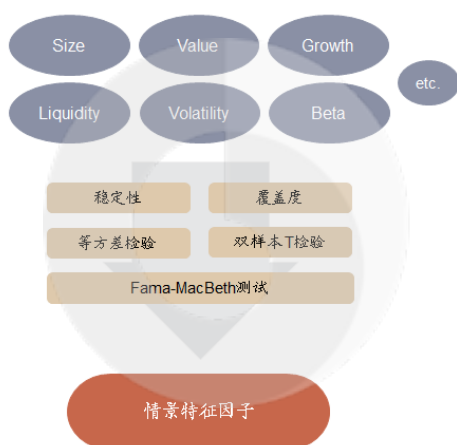 Size
Value
Growth
etc.
Liquidity
Volatility
Beta
稳定性
覆盖度
等方差检验
双样本T检验
Fama-MacBeth测试
情景特征因子